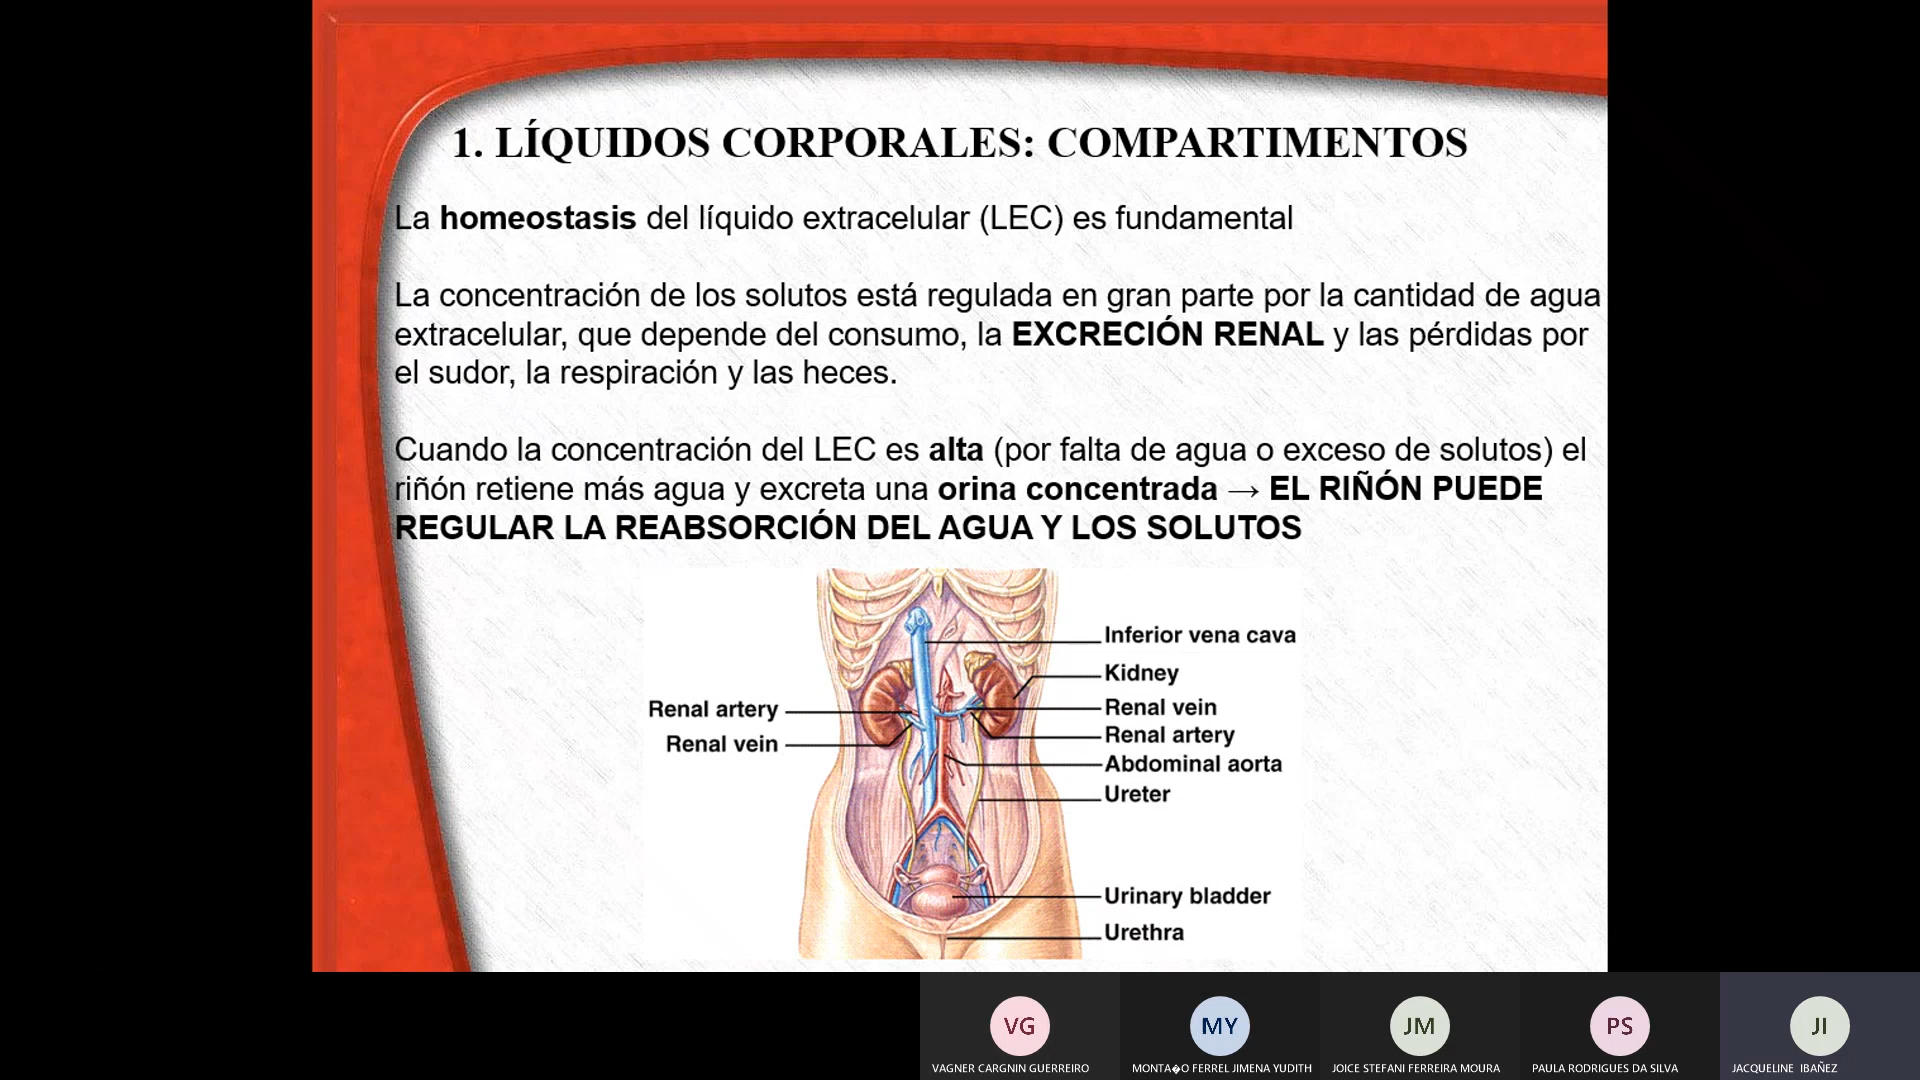 1. LÍQUIDOS CORPORALES: COMPARTIMENTOS
La homeostasis del líquido extracelular (LEC) es fundamental
La concentración de los solutos está regulada en gran parte por la cantidad de agua
extracelular, que depende del consumo, la EXCRECIÓN RENAL y las pérdidas por
el sudor, la respiración y las heces.
Cuando la concentración del LEC es alta (por falta de agua o exceso de solutos) el
riñón retiene más agua y excreta una orina concentrada → EL RIÑÓN PUEDE
REGULAR LA REABSORCIÓN DEL AGUA Y LOS SOLUTOS
Renal artery
Renal vein
Inferior vena cava
Kidney
Renal vein
Renal artery
Abdominal aorta
Ureter
Urinary bladder
Urethra
VG
MY
JM
PS
JI
VAGNER CARGNIN GUERREIRO
MONTA�O FERREL JIMENA YUDITH
JOICE STEFANI FERREIRA MOURA
PAULA RODRIGUES DA SILVA
JACQUELINE IBAÑEZ